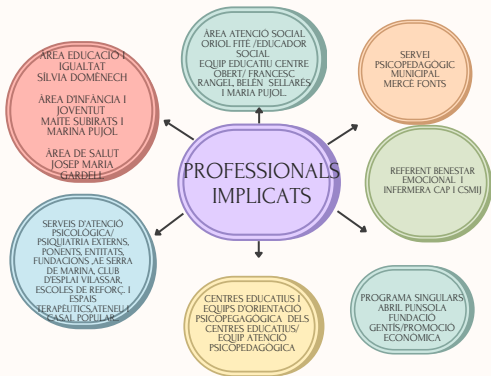 ÀREA EDUCACIÓ I
IGUALTAT
SÍLVIA DOMÈNECH
ÀREA D'INFÀNCIA I
JOVENTUT
MAITE SUBIRATS I
MARINA PUJOL
ÀREA DE SALUT
JOSEP MARIA
GARDELL
ÀREA ATENCIÓ SOCIAL
ORIOL FITÉ /EDUCADOR
SOCIAL
EQUIP EDUCATIU CENTRE
OBERT/ FRANCESC
RANGEL, BELÉN SELLARÉS
I MARIA PUJOL.
SERVEI
PSICOPEDAGÒGIC
MUNICIPAL
MERCÈ FONTS
PROFESSIONALS
IMPLICATS
REFERENT BENESTAR
EMOCIONAL I
INFERMERA CAP I CSMIJ
SERVEIS D'ATENCIÓ
PSICOLÒGICA/
PSIQUIATRIA EXTERNS,
PONENTS, ENTITATS,
FUNDACIONS ,AE SERRA
DE MARINA, CLUB
D'ESPLAI VILASSAR,
ESCOLES DE REFORÇ. I
ESPAIS
TERAPÈUTICS,ATENEU I
CASAL POPULAR...
CENTRES EDUCATIUS I
EQUIPS D'ORIENTACIÓ
PSICOPEGAGÒGICA DELS
CENTRES EDUCATIUS/
EQUIP ATENCIÓ
PSICOPEDAGÒGICA
PROGRAMA SINGULARS
ABRIL PUNSOLA
FUNDACIÓ
GENTÍS/PROMOCIÓ
ECONÒMICA